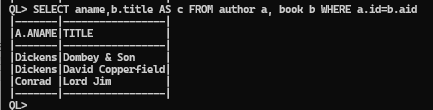 QL> SELECT aname,b.title AS c FROM author a, book b WHERE a.id=b.aid
|-------|-----------------|
|A.ANAME|TITLE            |
|-------|-----------------|
|Dickens|Dombey & Son     |
|Dickens|David Copperfield|
|Conrad |Lord Jim         |
|-------|-----------------|
QL>